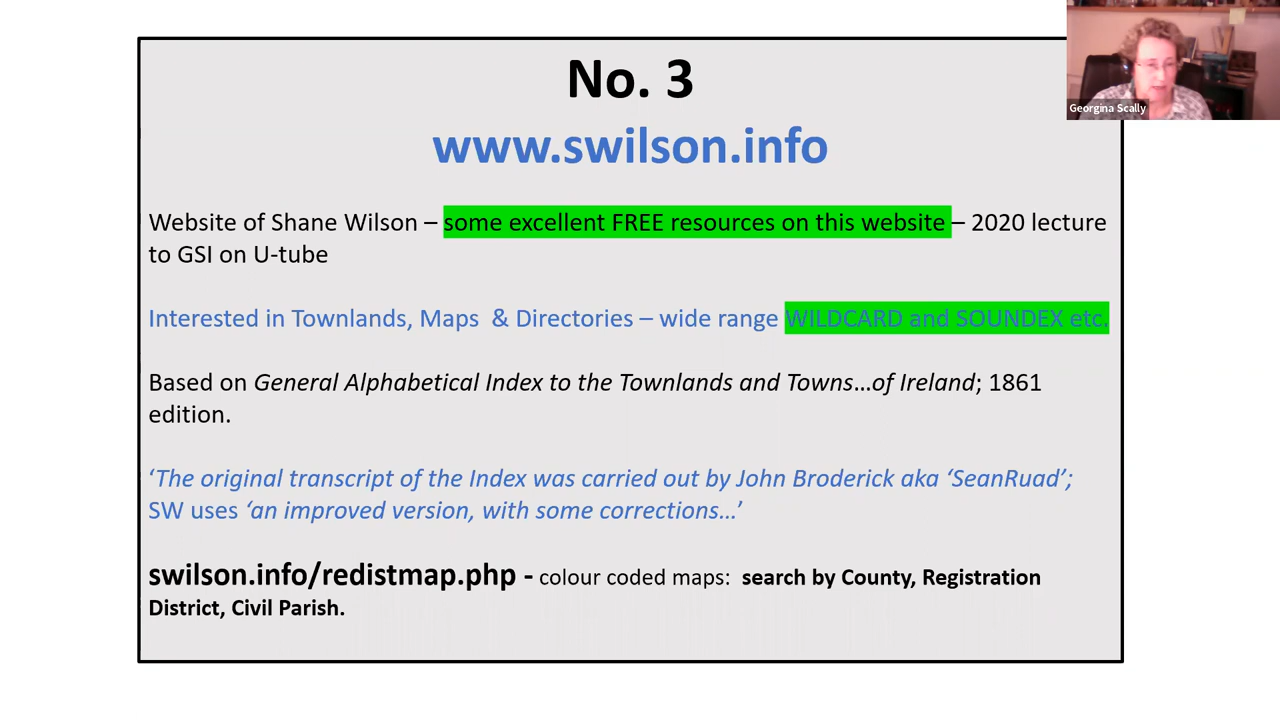 No. 3
www.swilson.info
Georgina Scally
Website of Shane Wilson – some excellent FREE resources on this website – 2020 lecture
to GSI on U-tube
Interested in Townlands, Maps & Directories – wide range WILDCARD and SOUNDEX etc.
Based on General Alphabetical Index to the Townlands and Towns…of Ireland; 1861
edition.
‘The original transcript of the Index was carried out by John Broderick aka ‘SeanRuad’;
SW uses ‘an improved version, with some corrections…’
swilson.info/redistmap.php - colour coded maps: search by County, Registration
District, Civil Parish.